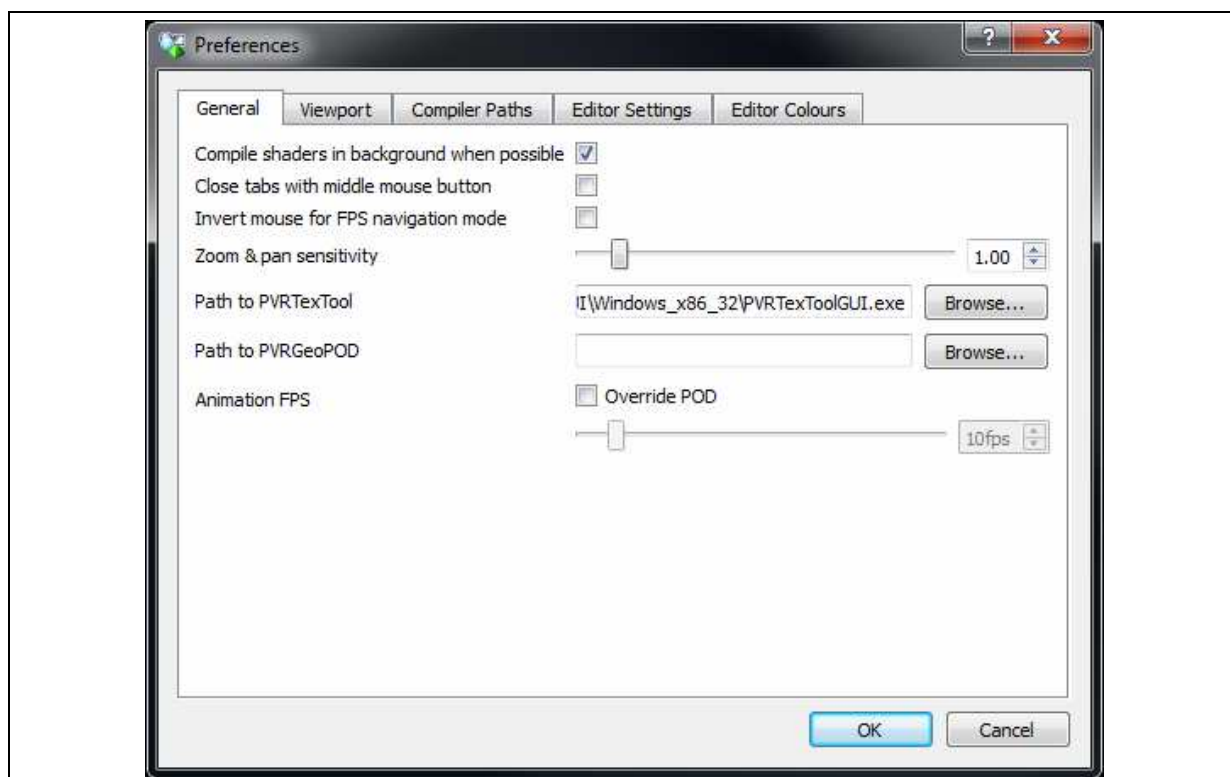 Preferences
?
X
General Viewport Compiler Paths Editor Settings Editor Colours
Compile shaders in background when possible
Close tabs with middle mouse button
Invert mouse for FPS navigation mode
Zoom & pan sensitivity 1.00
Path to PVRTexTool I\Windows_x86_32\PVRTexToolGUI.exe Browse...
Path to PVRGeoPOD Browse...
Animation FPS Override POD
10fps
OK Cancel